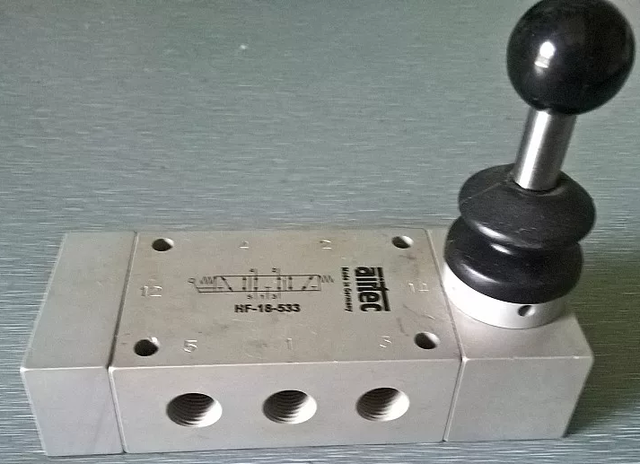 4 2
12 14
airtec
Made in Germany
HF-18-533
5 1 3